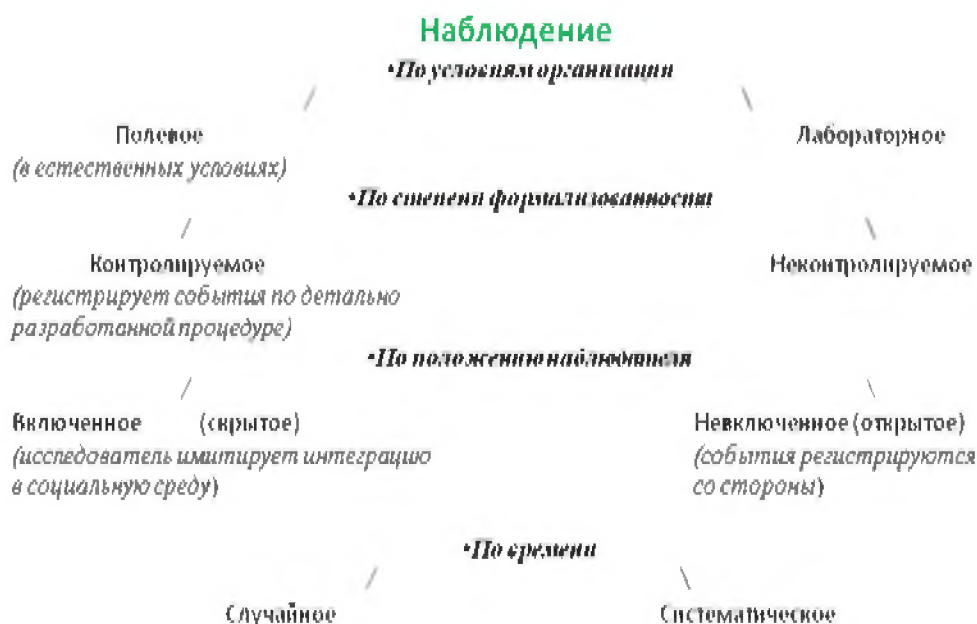 Наблюдение
•По условиям организации
Полевое Лабораторное
(в естественных условиях)
•По степени формализованности
Контролируемое Неконтролируемое
(регистрирует события по детально
разработанной процедуре)
•По положению наблюдателя
Включенное (скрытое) Невключенное (открытое)
(исследователь имитирует интеграцию (события регистрируются
в социальную среду) со стороны)
•По времени
Случайное Систематическое